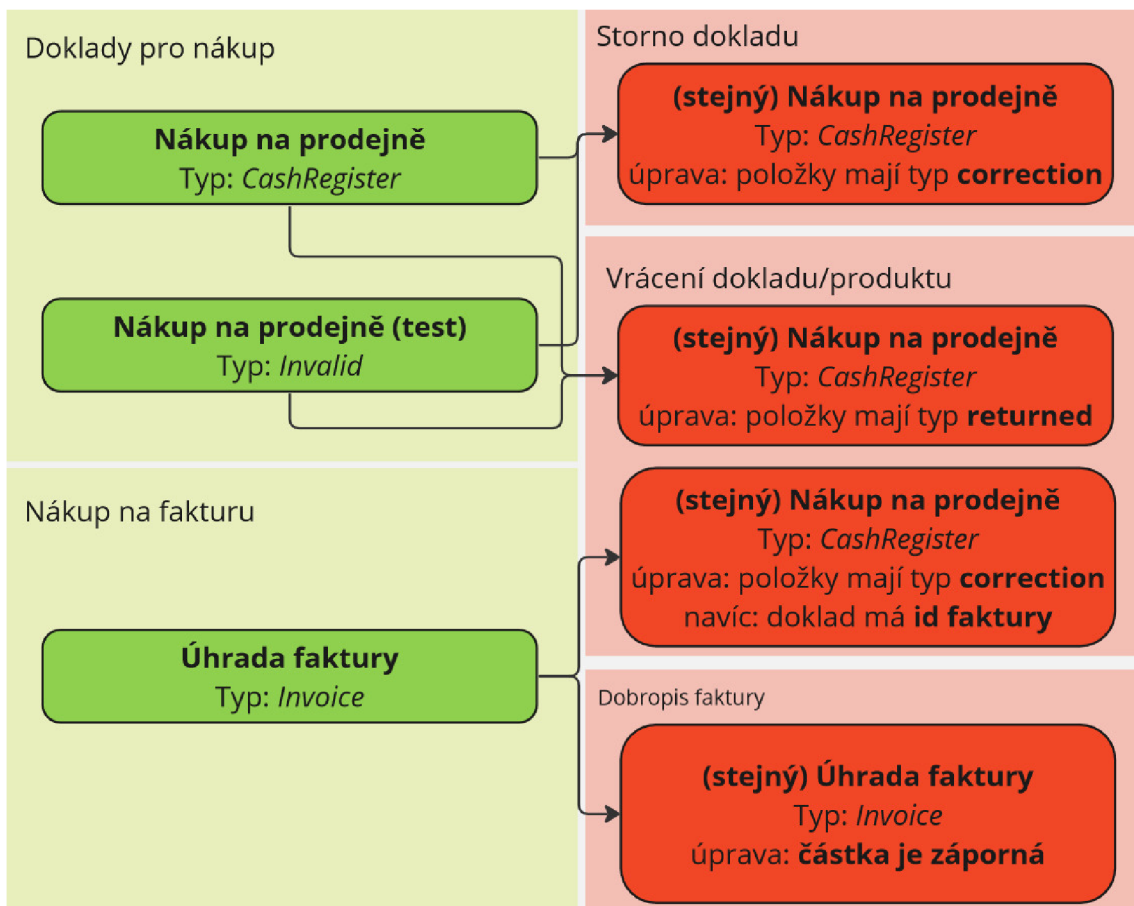 Doklady pro nákup
Nákup na prodejně
Typ: CashRegister
Nákup na prodejně (test)
Typ: Invalid
Nákup na fakturu
Úhrada faktury
Typ: Invoice
Storno dokladu
(stejný) Nákup na prodejně
Typ: CashRegister
úprava: položky mají typ correction
Vrácení dokladu/produktu
(stejný) Nákup na prodejně
Typ: CashRegister
úprava: položky mají typ returned
(stejný) Nákup na prodejně
Typ: CashRegister
úprava: položky mají typ correction
navíc: doklad má id faktury
Dobropis faktury
(stejný) Úhrada faktury
Typ: Invoice
úprava: částka je záporná